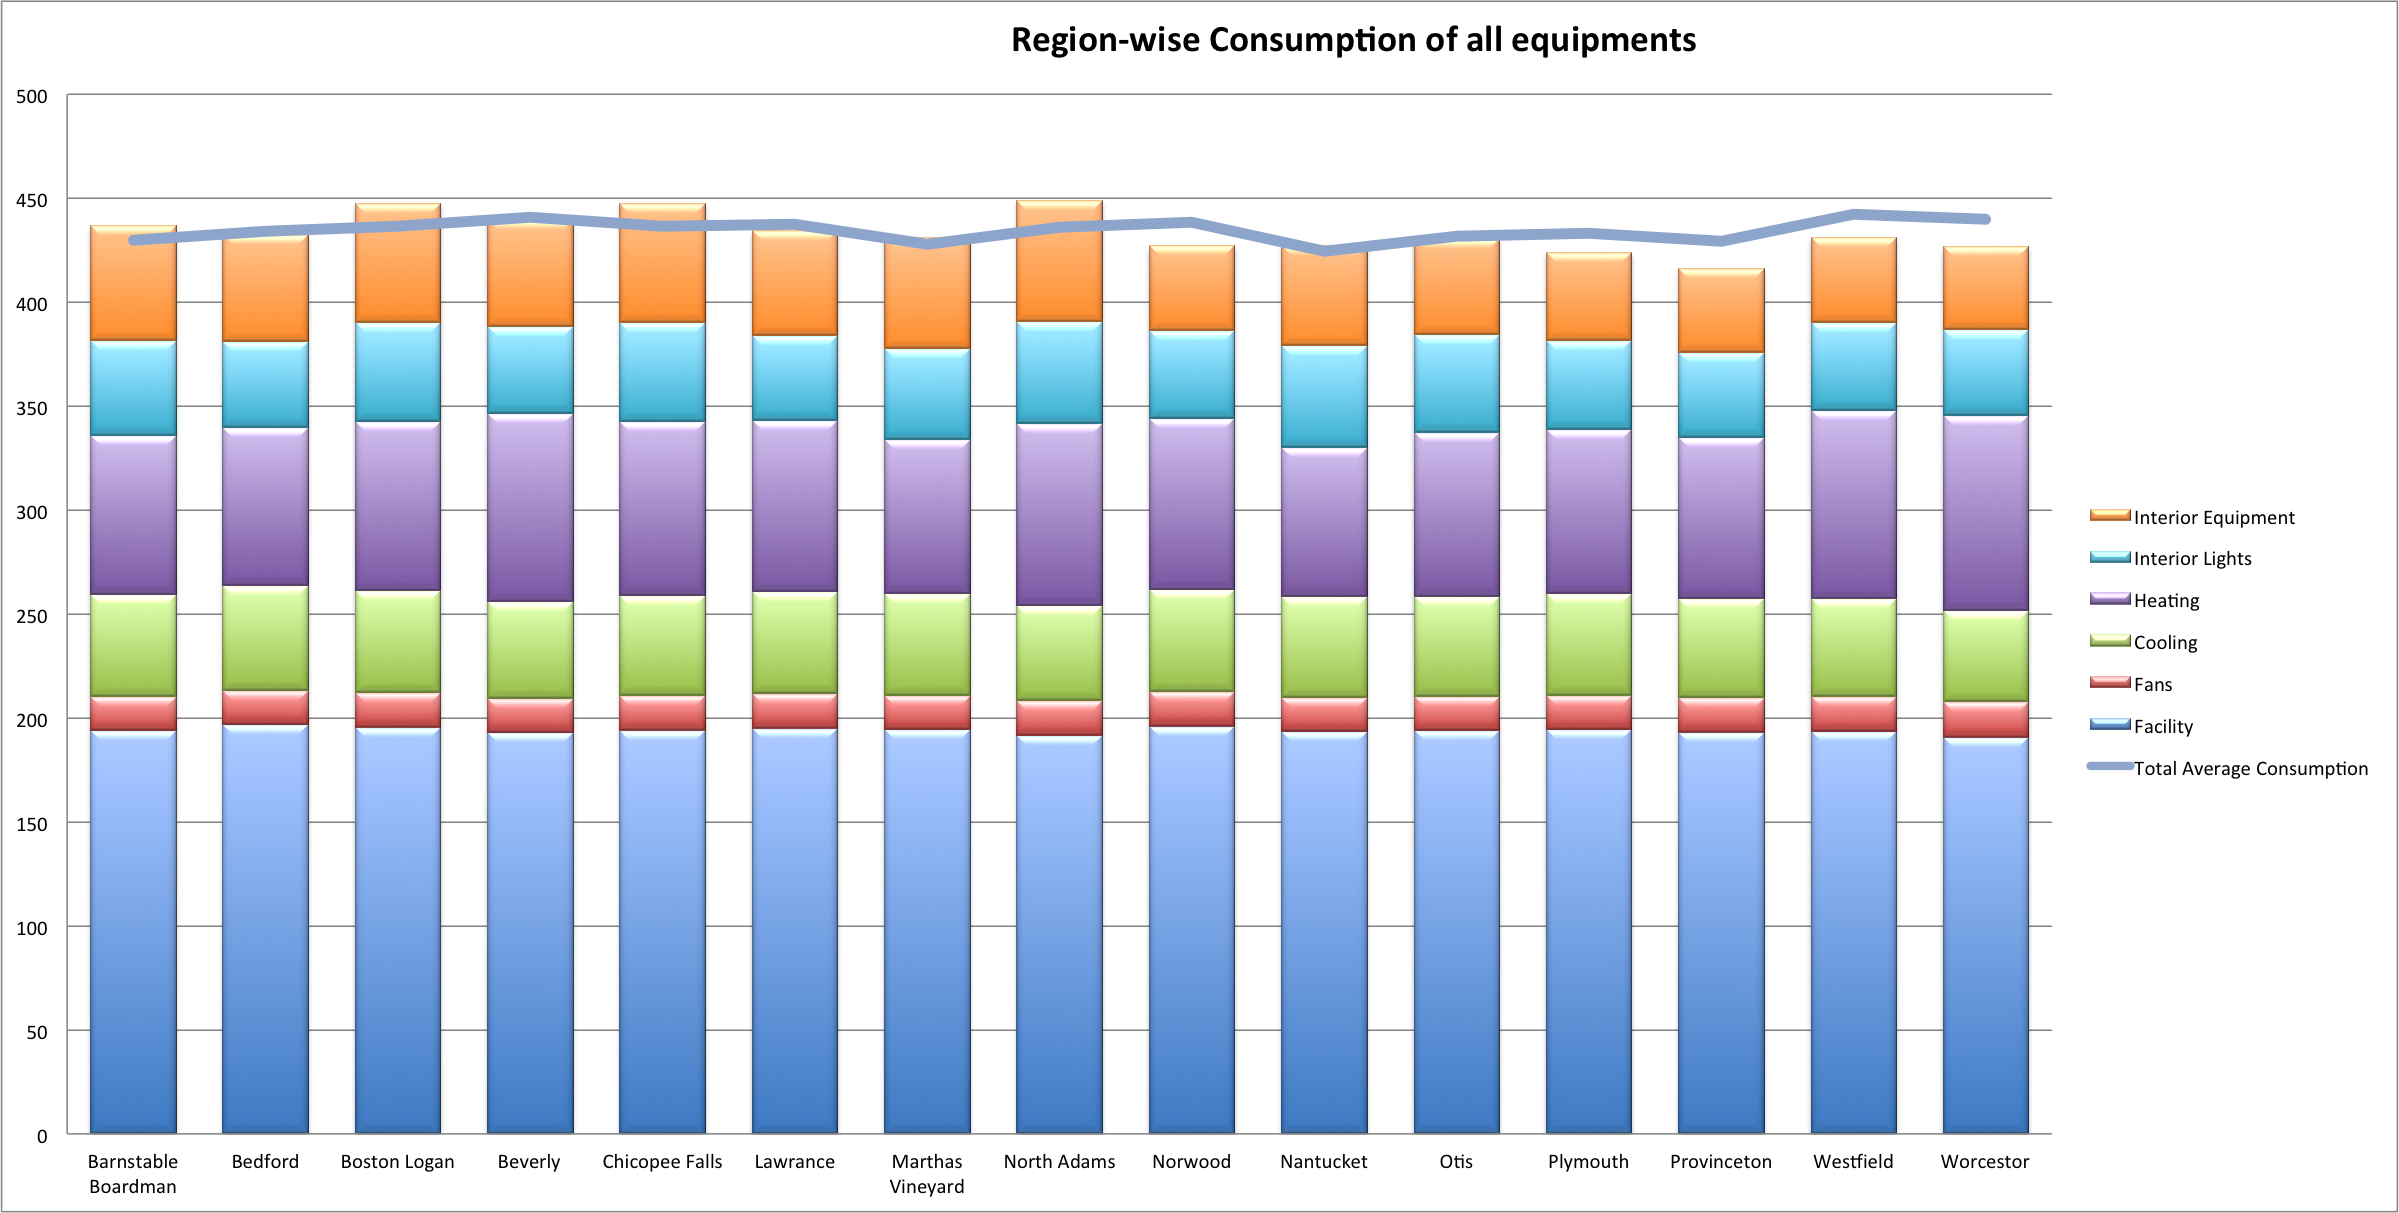 Region-wise Consumption of all equipments
500
450
400
350
300
250
200
150
100
50
0
Barnstable Boardman
Bedford
Boston Logan
Beverly
Chicopee Falls
Lawrance
Marthas Vineyard
North Adams
Norwood
Nantucket
Otis
Plymouth
Provinceton
Westfield
Worcestor
Interior Equipment
Interior Lights
Heating
Cooling
Fans
Facility
Total Average Consumption